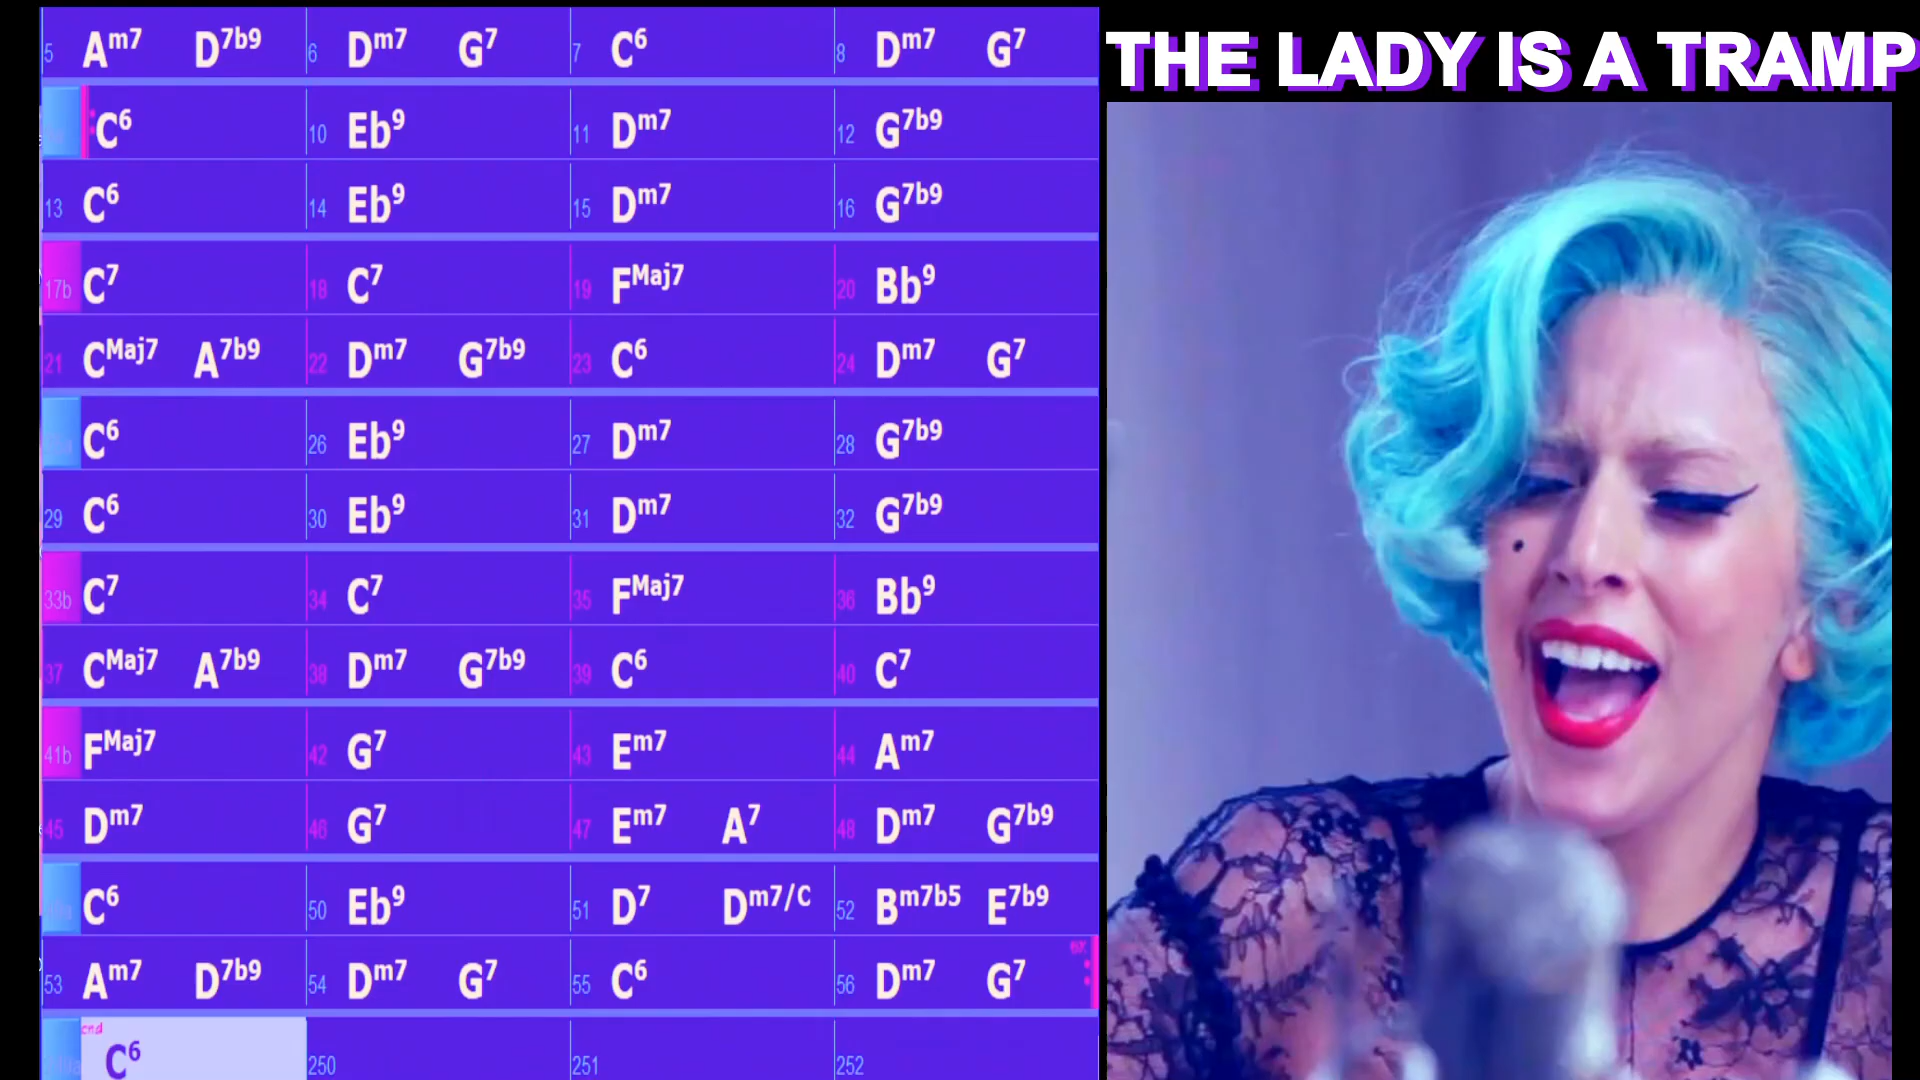 THE LADY IS A TRAMP
5 Am7 D7b9 6 Dm7 G7 7 C6 8 Dm7 G7
C6 10 Eb9 11 Dm7 12 G7b9
13 C6 14 Eb9 15 Dm7 16 G7b9
17b C7 18 C7 19 FMaj7 20 Bb9
21 CMaj7 A7b9 22 Dm7 G7b9 23 C6 24 Dm7 G7
C6 26 Eb9 27 Dm7 28 G7b9
29 C6 30 Eb9 31 Dm7 32 G7b9
33b C7 34 C7 35 FMaj7 36 Bb9
37 CMaj7 A7b9 38 Dm7 G7b9 39 C6 40 C7
41b FMaj7 42 G7 43 Em7 44 Am7
45 Dm7 46 G7 47 Em7 A7 48 Dm7 G7b9
C6 50 Eb9 51 D7 Dm7/C 52 Bm7b5 E7b9
53 Am7 D7b9 54 Dm7 G7 55 C6 56 Dm7 G7
end C6 250 251 252